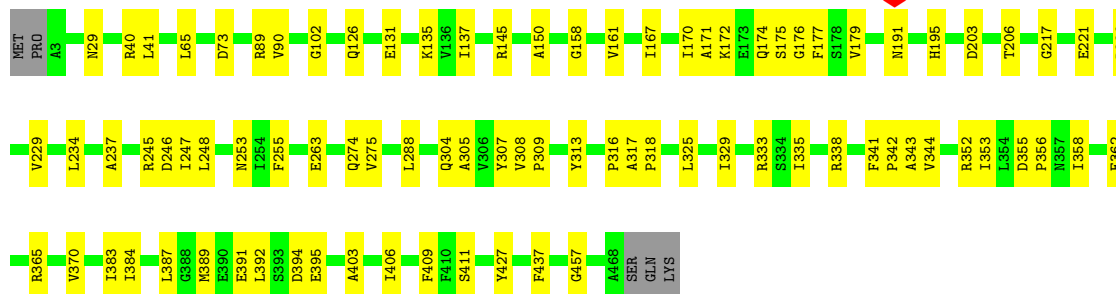 MET PRO A3 N29 R40 L41 L65 D73 R89 V90 G102 Q126 E131 K135 V136 I137 R145 A150 G158 V161 I167 I170 A171 K172 E173 Q174 S175 G176 F177 S178 V179 N191 H195 D203 T206 G217 E221
V229 L234 A237 R245 D246 I247 L248 N253 I254 F255 E263 Q274 V275 L288 Q304 A305 V306 Y307 V308 P309 Y313 P316 A317 P318 L325 I329 R333 S334 I335 R338 F341 P342 A343 V344 R352 I353 L354 D355 P356 N357 I358
R365 V370 I383 I384 L387 G388 M389 E390 E391 L392 S393 D394 E395 A403 I406 F409 F410 S411 Y427 F437 G457 A468 SER GLN LYS